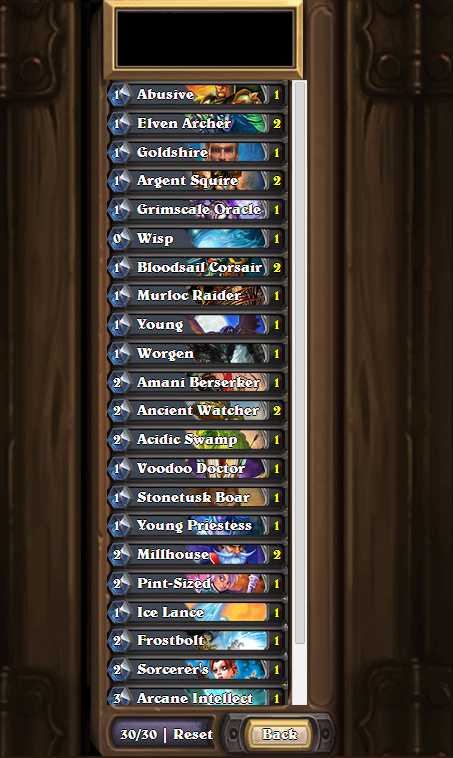 1 Abusive 1
1 Elven Archer 2
1 Goldshire 1
1 Argent Squire 2
1 Grimscale Oracle 1
0 Wisp 1
1 Bloodsail Corsair 2
1 Murloc Raider 1
1 Young 1
1 Worgen 1
2 Amani Berserker 1
2 Ancient Watcher 2
2 Acidic Swamp 1
1 Voodoo Doctor 1
1 Stonetusk Boar 1
1 Young Priestess 1
2 Millhouse 2
2 Pint-Sized 1
1 Ice Lance 1
2 Frostbolt 1
2 Sorcerer's 1
3 Arcane Intellect 1
30/30 | Reset Back